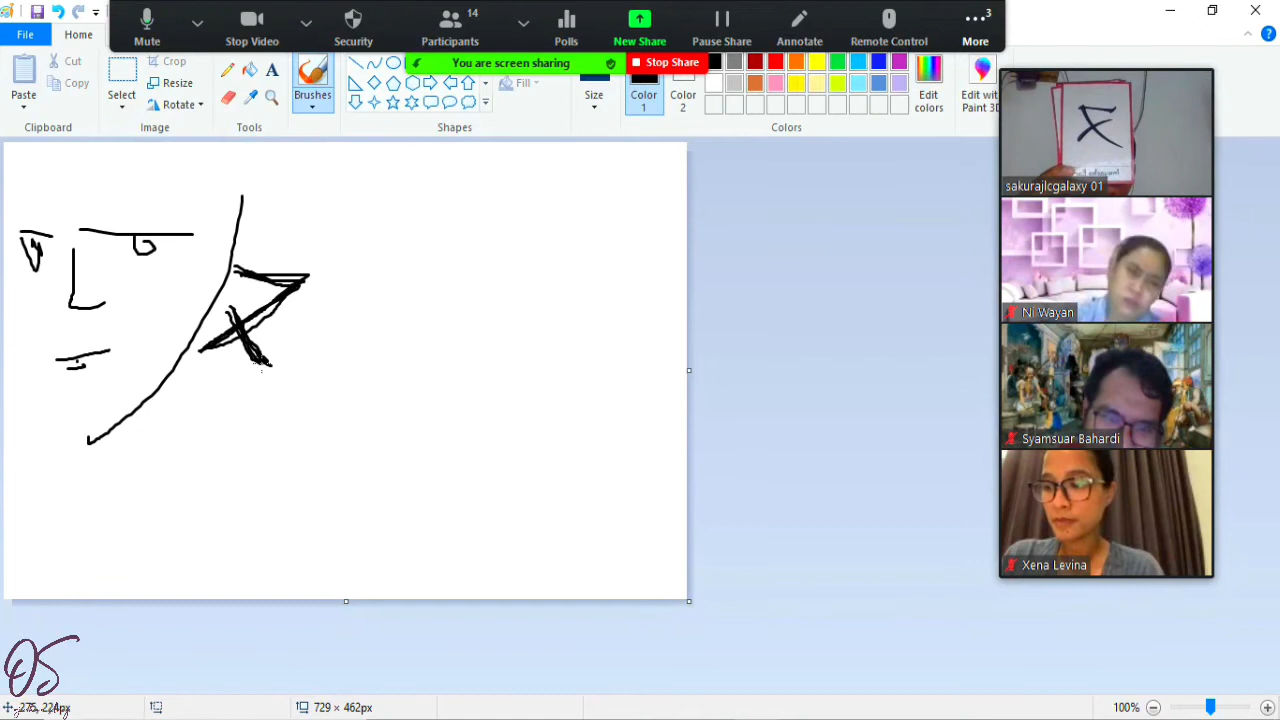 14
3
Mute
Stop Video
Security
Participants
Polls
New Share
Pause Share
Annotate
Remote Control
More
You are screen sharing
Stop Share
File
Home
Paste
Cut
Copy
Clipboard
Select
Crop
Resize
Rotate
Image
A
Tools
Brushes
Fill
Shapes
Size
Color 1
Color 2
Edit colors
Edit with Paint 3D
Colors
sakurajlcgalaxy 01
Ni Wayan
Syamsuar Bahardi
Xena Levina
729 × 462px
100%